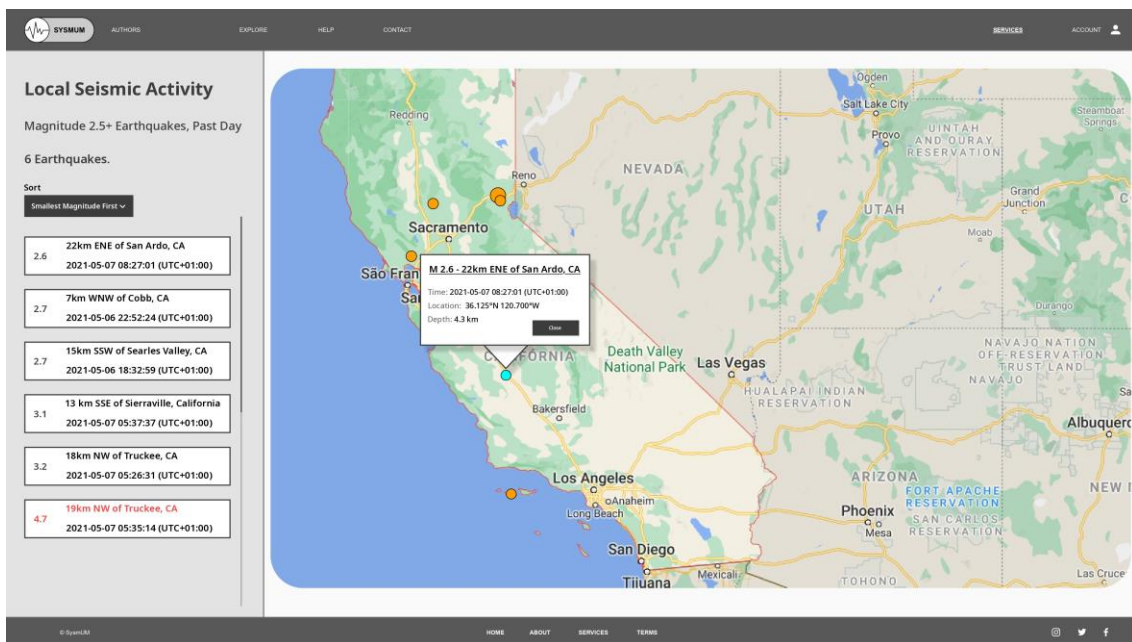 SYSMUM
AUTHORS
EXPLORE
HELP
CONTACT
SERVICES
ACCOUNT
Local Seismic Activity
Magnitude 2.5+ Earthquakes, Past Day
6 Earthquakes.
Sort
Smallest Magnitude First
2.6
22km ENE of San Ardo, CA
2021-05-07 08:27:01 (UTC+01:00)
2.7
7km WNW of Cobb, CA
2021-05-06 22:52:24 (UTC+01:00)
2.7
15km SSW of Searles Valley, CA
2021-05-06 18:32:59 (UTC+01:00)
3.1
13 km SSE of Sierraville, California
2021-05-07 05:37:37 (UTC+01:00)
3.2
18km NW of Truckee, CA
2021-05-07 05:26:31 (UTC+01:00)
4.7
19km NW of Truckee, CA
2021-05-07 05:35:14 (UTC+01:00)
Redding
Reno
NEVADA
Ogden
Salt Lake City
Provo
UINTAH
AND OURAY
RESERVATION
Steamboat
Springs
Grand
Junction
C
UTAH
Moab
Sacramento
São Fran
Sa
M 2.6 - 22km ENE of San Ardo, CA
Time: 2021-05-07 08:27:01 (UTC+01:00)
Location: 36.125°N 120.700°W
Depth: 4.3 km
Close
CALIFORNIA
Death Valley
National Park
Las Vegas
Durango
NAVAJO NATION
OFF-RESERVATION
TRUST LAND
NAVAJO
Sa
HUALAPAI INDIAN
RESERVATION
Bakersfield
Albuquerq
Los Angeles
Anaheim
Long Beach
ARIZONA
FORT APACHE
RESERVATION
NEW
Phoenix
Mesa
SAN CARLOS
RESERVATION
San Diego
Tijuana
Mexicali
TOHONO
Las Cruce
© SysmUM
HOME
ABOUT
SERVICES
TERMS